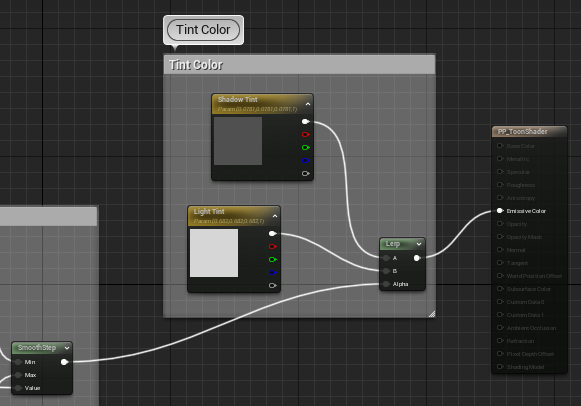 Tint Color
Tint Color
Shadow Tint
Param (0.0781,0.0781,0.0781,1)
Light Tint
Param (0.682,0.682,0.682,1)
Lerp
A
B
Alpha
SmoothStep
Min
Max
Value
PP_ToonShader
Base Color
Metallic
Specular
Roughness
Anisotropy
Emissive Color
Opacity
Opacity Mask
Normal
Tangent
World Position Offset
Subsurface Color
Custom Data 0
Custom Data 1
Ambient Occlusion
Refraction
Pixel Depth Offset
Shading Model